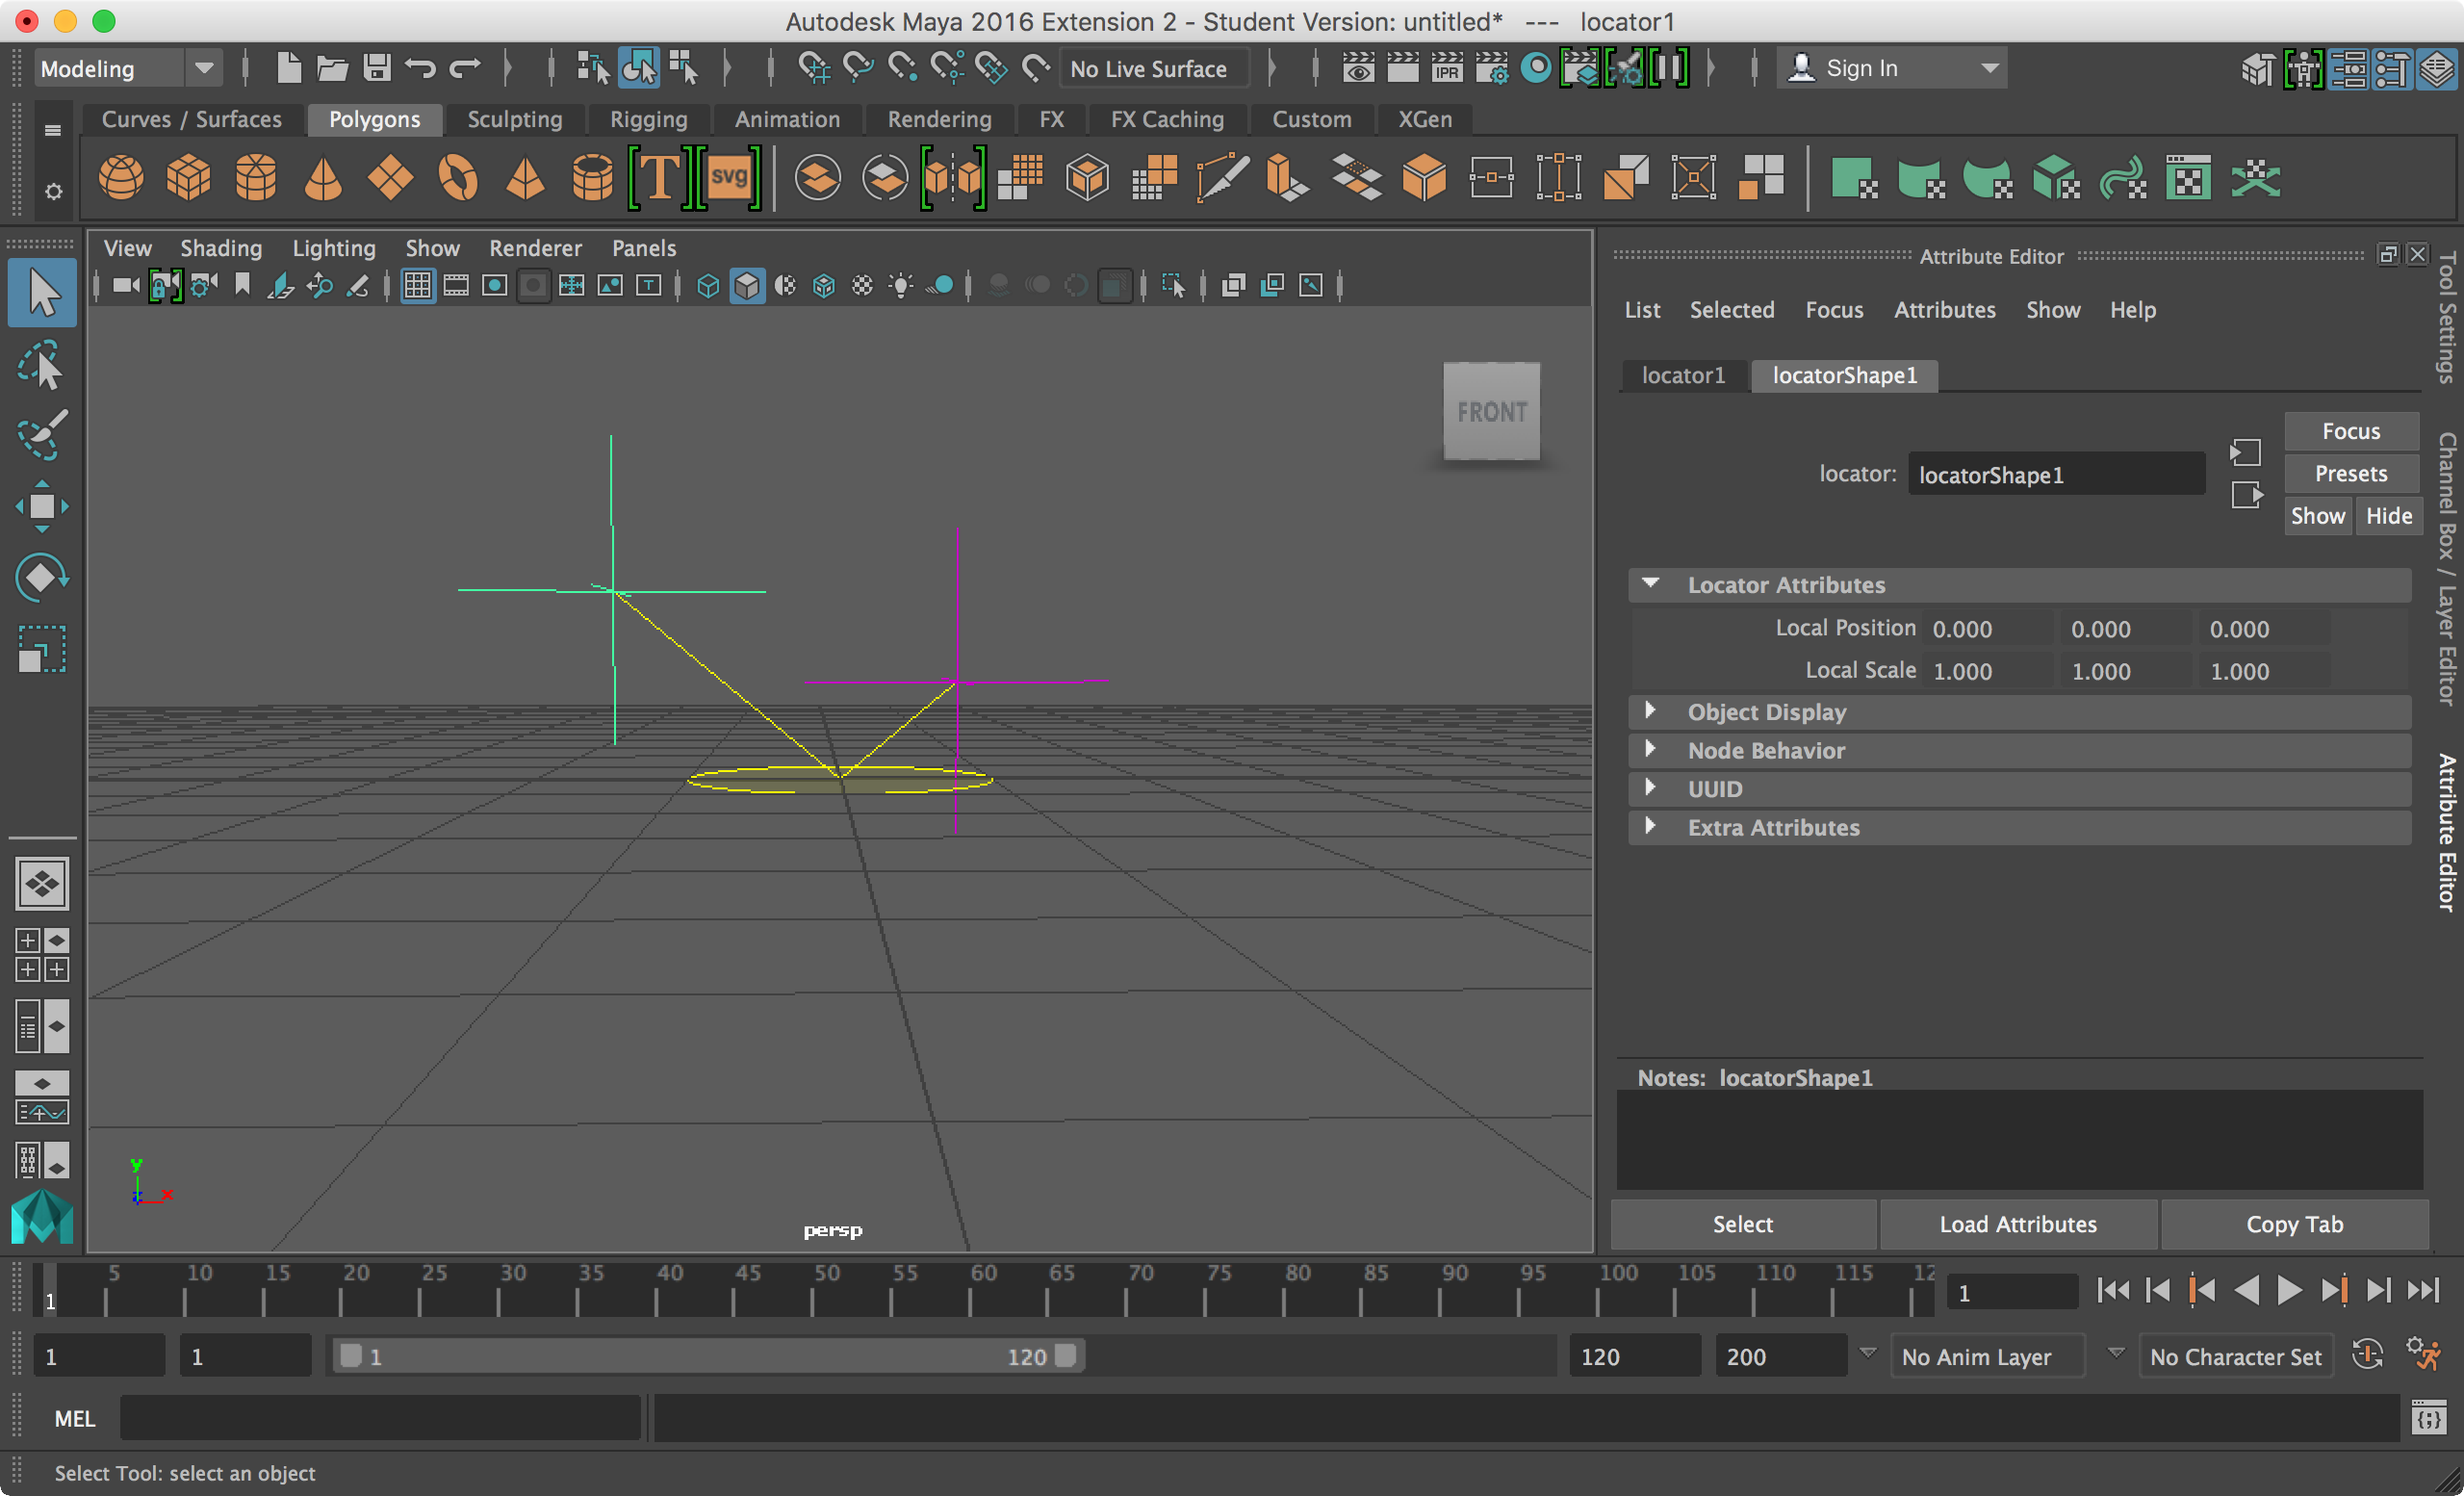 Autodesk Maya 2016 Extension 2 - Student Version: untitled* --- locator1
Modeling No Live Surface IPR Sign In
Curves / Surfaces Polygons Sculpting Rigging Animation Rendering FX FX Caching Custom XGen
T svg
View Shading Lighting Show Renderer Panels
T
FRONT
y
z x
persp
Attribute Editor
List Selected Focus Attributes Show Help
locator1 locatorShape1
locator: locatorShape1
Focus
Presets
Show Hide
Locator Attributes
Local Position 0.000 0.000 0.000
Local Scale 1.000 1.000 1.000
Object Display
Node Behavior
UUID
Extra Attributes
Notes: locatorShape1
Select Load Attributes Copy Tab
Tool Settings
Channel Box / Layer Editor
Attribute Editor
5 10 15 20 25 30 35 40 45 50 55 60 65 70 75 80 85 90 95 100 105 110 115 12
1 1
1 1 1 120 120 200 No Anim Layer No Character Set
MEL {;}
Select Tool: select an object